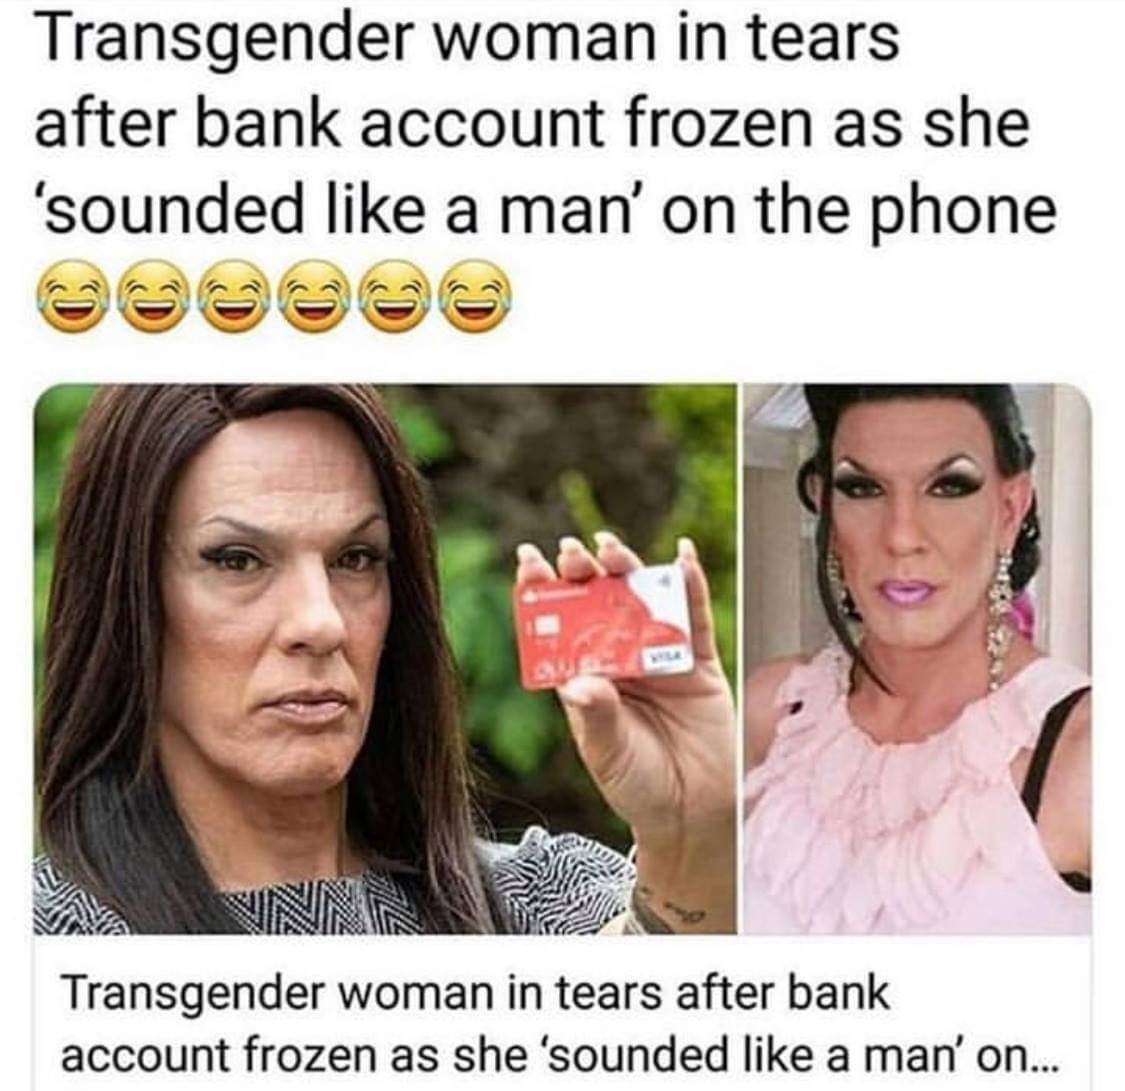 Transgender woman in tears
after bank account frozen as she
‘sounded like a man’ on the phone
😂😂😂😂😂😂
VISA
Transgender woman in tears after bank
account frozen as she ‘sounded like a man’ on...